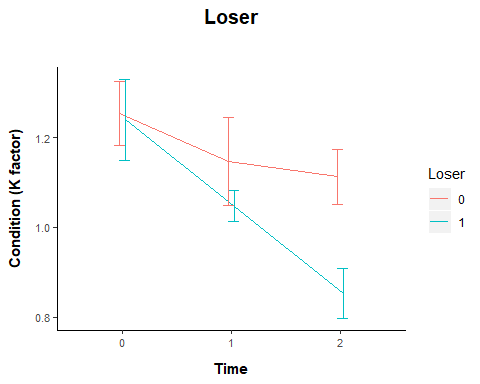 Loser
Condition (K factor)
1.2
1.0
0.8
0
1
2
Time
Loser
0
1